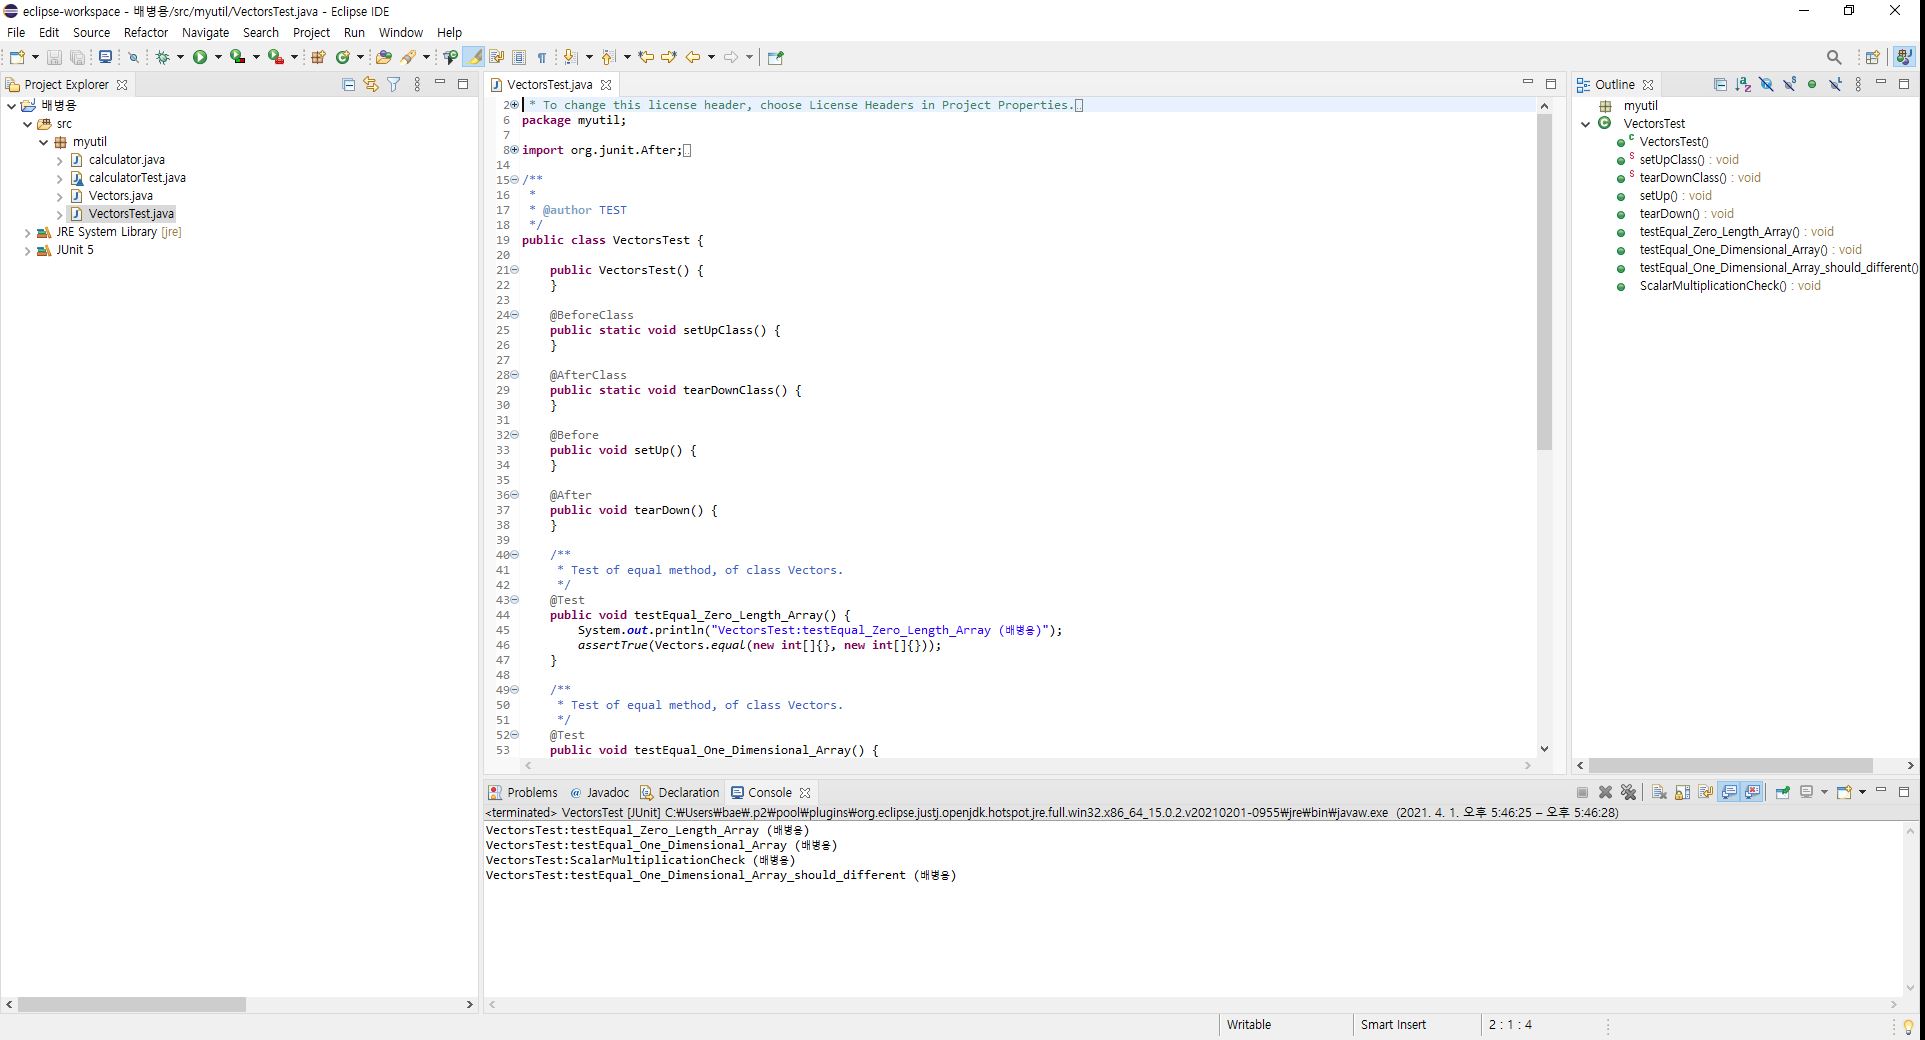 eclipse-workspace - 배병용/src/myutil/VectorsTest.java - Eclipse IDE
File Edit Source Refactor Navigate Search Project Run Window Help
Project Explorer
배병용
src
myutil
calculator.java
calculatorTest.java
Vectors.java
VectorsTest.java
JRE System Library [jre]
JUnit 5
VectorsTest.java
2 * To change this license header, choose License Headers in Project Properties.
6 package myutil;
7
8 import org.junit.After;
14
15 /**
16 *
17 * @author TEST
18 */
19 public class VectorsTest {
20
21 public VectorsTest() {
22 }
23
24 @BeforeClass
25 public static void setUpClass() {
26 }
27
28 @AfterClass
29 public static void tearDownClass() {
30 }
31
32 @Before
33 public void setUp() {
34 }
35
36 @After
37 public void tearDown() {
38 }
39
40 /**
41 * Test of equal method, of class Vectors.
42 */
43 @Test
44 public void testEqual_Zero_Length_Array() {
45 System.out.println("VectorsTest:testEqual_Zero_Length_Array (배병용)");
46 assertTrue(Vectors.equal(new int[]{}, new int[]{}));
47 }
48
49 /**
50 * Test of equal method, of class Vectors.
51 */
52 @Test
53 public void testEqual_One_Dimensional_Array() {
Outline
myutil
VectorsTest
VectorsTest()
setUpClass() : void
tearDownClass() : void
setUp() : void
tearDown() : void
testEqual_Zero_Length_Array() : void
testEqual_One_Dimensional_Array() : void
testEqual_One_Dimensional_Array_should_different()
ScalarMultiplicationCheck() : void
Problems @ Javadoc Declaration Console
<terminated> VectorsTest [JUnit] C:₩Users₩bae₩.p2₩pool₩plugins₩org.eclipse.justj.openjdk.hotspot.jre.full.win32.x86_64_15.0.2.v20210201-0955₩jre₩bin₩javaw.exe (2021. 4. 1. 오후 5:46:25 – 오후 5:46:28)
VectorsTest:testEqual_Zero_Length_Array (배병용)
VectorsTest:testEqual_One_Dimensional_Array (배병용)
VectorsTest:ScalarMultiplicationCheck (배병용)
VectorsTest:testEqual_One_Dimensional_Array_should_different (배병용)
Writable Smart Insert 2 : 1 : 4